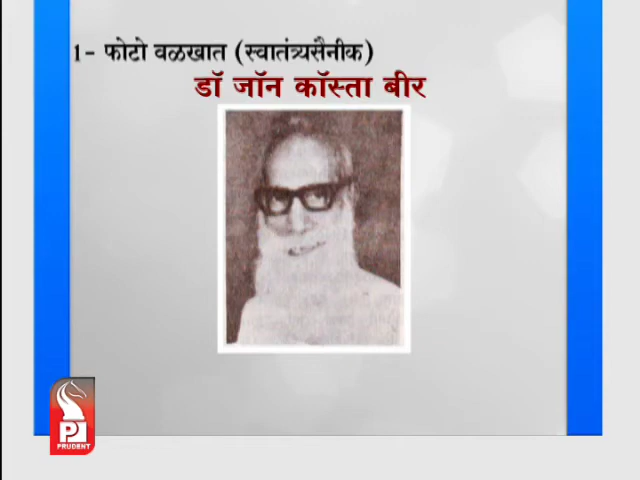 1- फोटो वळखात (स्वातंत्र्यसैनीक)
डॉ जॉन कॉस्ता बीर
PRUDENT